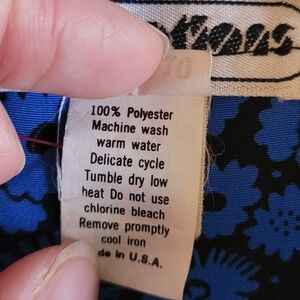 100% Polyester
Machine wash
warm water
Delicate cycle
Tumble dry low
heat Do not use
chlorine bleach
Remove promptly
cool iron
de in U.S.A.